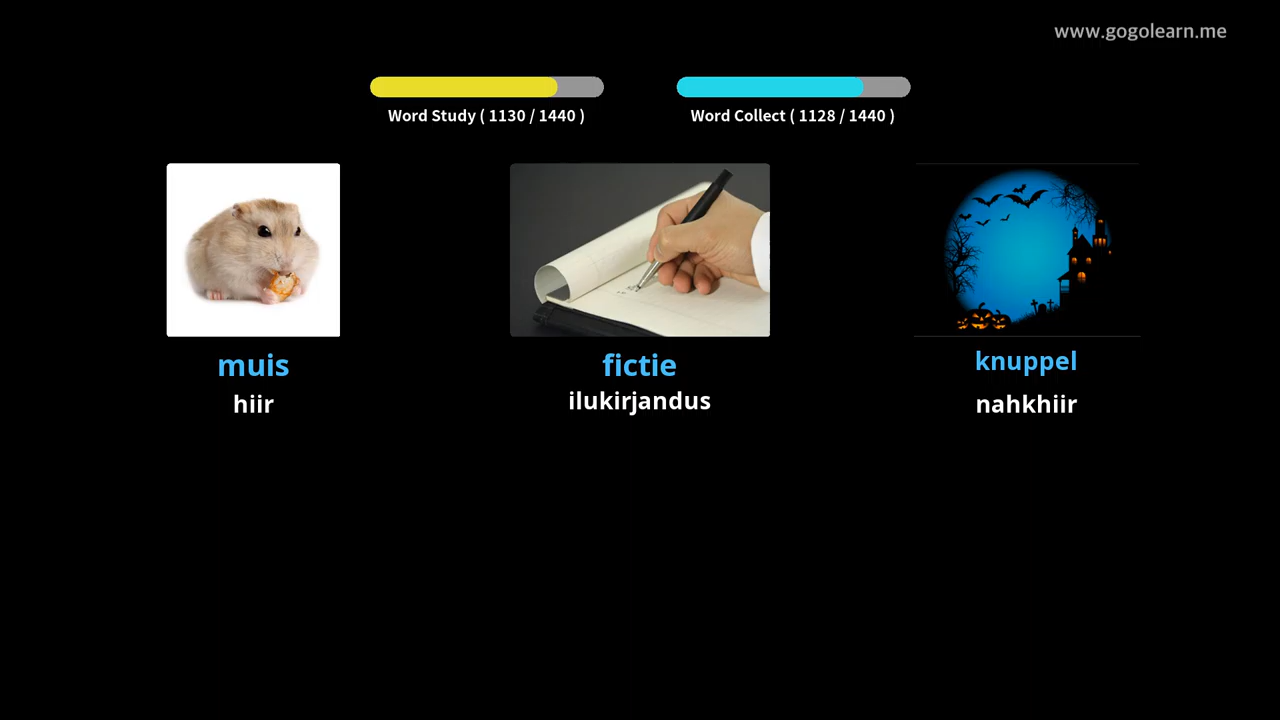 www.gogolearn.me
Word Study ( 1130 / 1440 )
Word Collect ( 1128 / 1440 )
muis
hiir
fictie
ilukirjandus
knuppel
nahkhiir